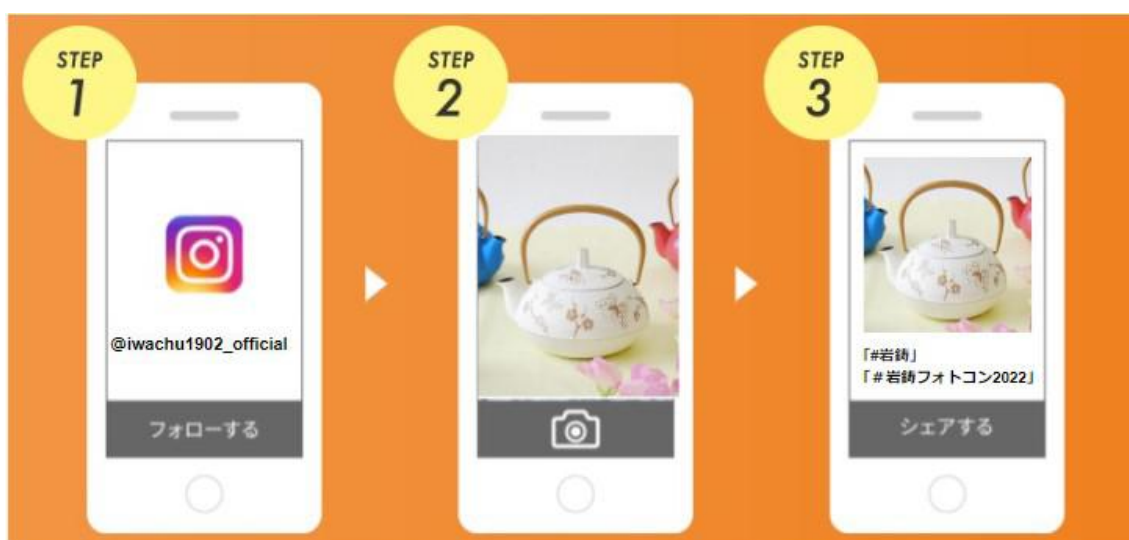 STEP
1
@iwachu1902_official
フォローする
STEP
2
STEP
3
「#岩鋳」
「＃岩鋳フォトコン2022」
シェアする